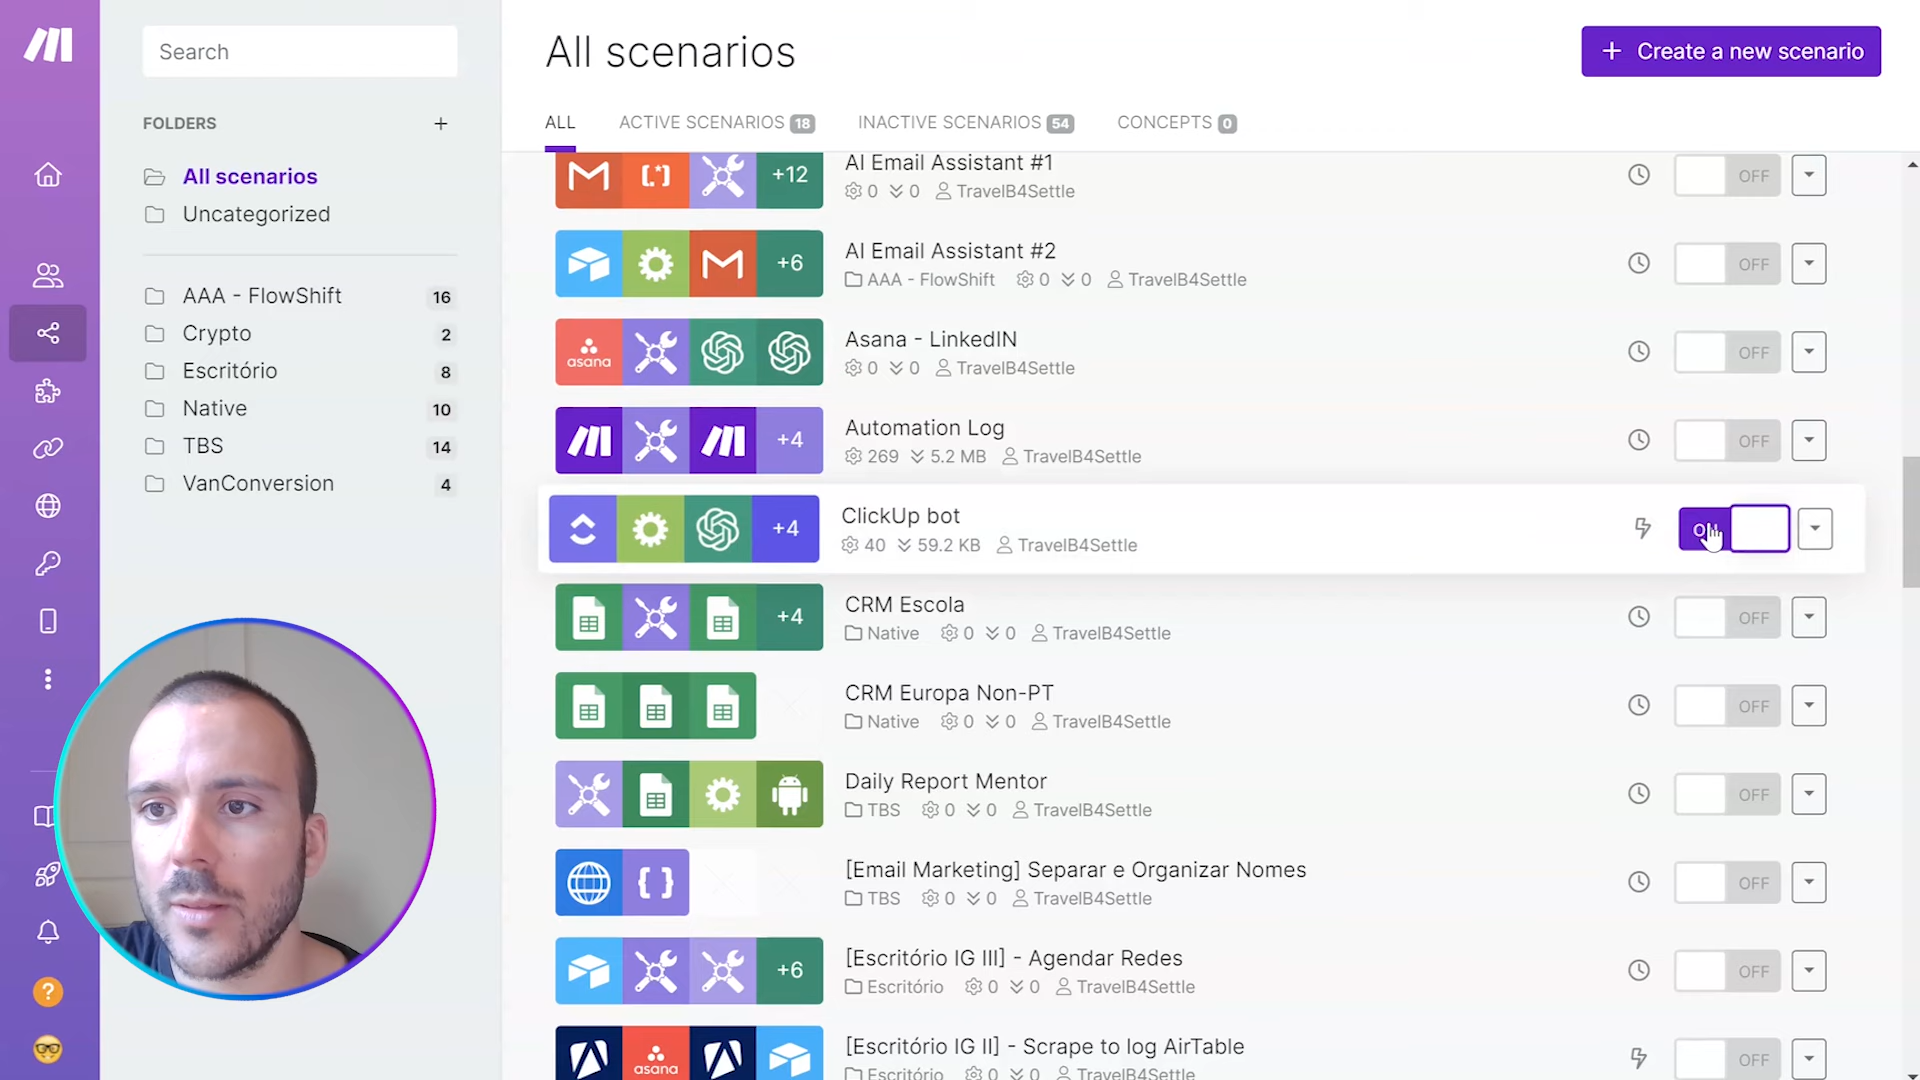 Search
FOLDERS
All scenarios
Uncategorized
AAA - FlowShift 16
Crypto 2
Escritório 8
Native 10
TBS 14
VanConversion 4
?
All scenarios
Create a new scenario
ALL ACTIVE SCENARIOS 18 INACTIVE SCENARIOS 54 CONCEPTS 0
+12 AI Email Assistant #1 OFF
0 0 TravelB4Settle
+6 AI Email Assistant #2 OFF
AAA - FlowShift 0 0 TravelB4Settle
asana Asana - LinkedIN OFF
0 0 TravelB4Settle
+4 Automation Log OFF
269 5.2 MB TravelB4Settle
+4 ClickUp bot ON
40 59.2 KB TravelB4Settle
+4 CRM Escola OFF
Native 0 0 TravelB4Settle
CRM Europa Non-PT OFF
Native 0 0 TravelB4Settle
Daily Report Mentor OFF
TBS 0 0 TravelB4Settle
[Email Marketing] Separar e Organizar Nomes OFF
TBS 0 0 TravelB4Settle
+6 [Escritório IG III] - Agendar Redes OFF
Escritório 0 0 TravelB4Settle
asana [Escritório IG II] - Scrape to log AirTable OFF
Escritório 0 0 TravelB4Settle